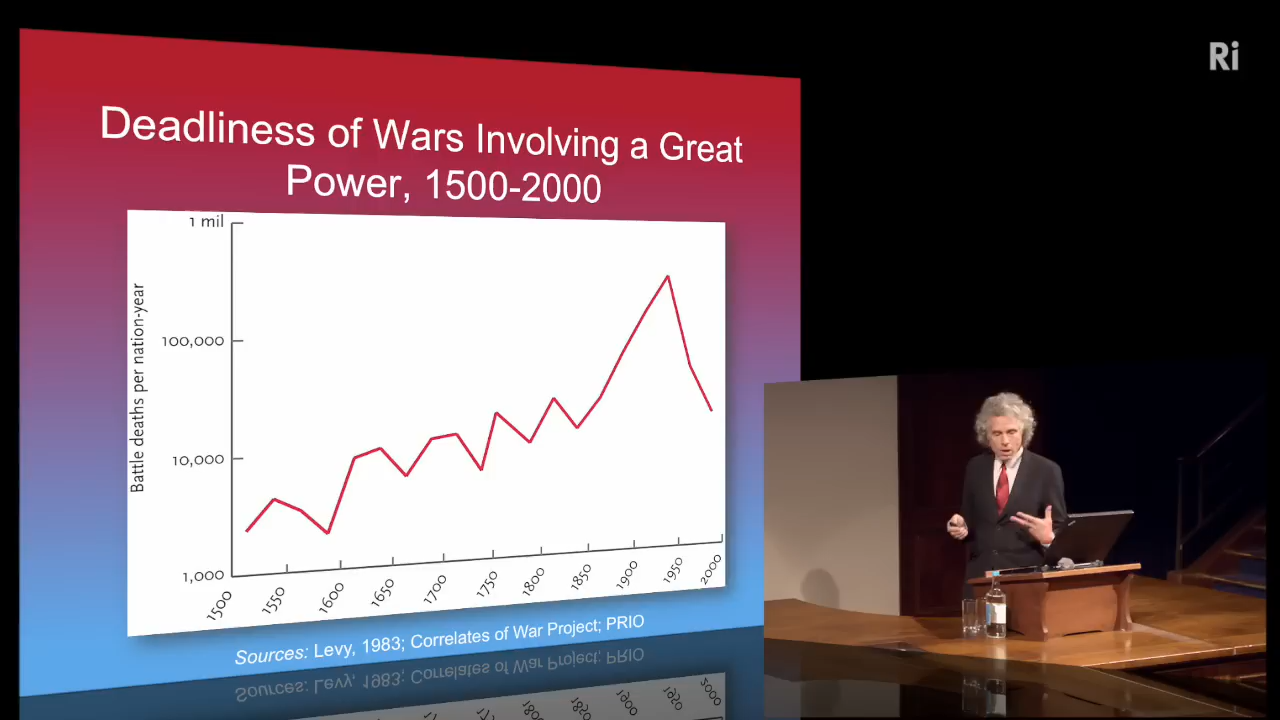 Ri
Deadliness of Wars Involving a Great
Power, 1500-2000
1 mil
100,000
10,000
1,000
Battle deaths per nation-year
1500
1550
1600
1650
1700
1750
1800
1850
1900
1950
2000
Sources: Levy, 1983; Correlates of War Project; PRIO